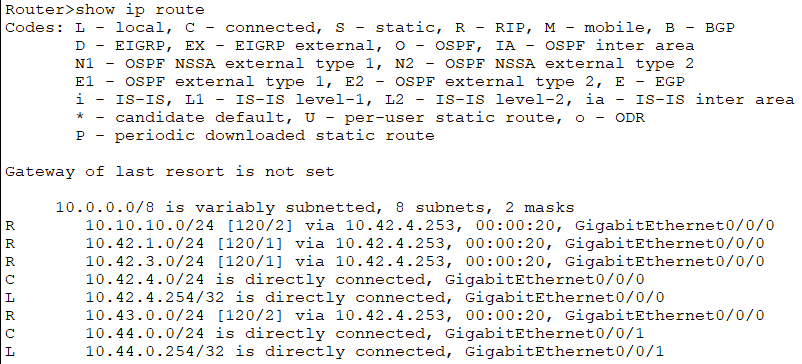 Router>show ip route
Codes: L - local, C - connected, S - static, R - RIP, M - mobile, B - BGP
       D - EIGRP, EX - EIGRP external, O - OSPF, IA - OSPF inter area
       N1 - OSPF NSSA external type 1, N2 - OSPF NSSA external type 2
       E1 - OSPF external type 1, E2 - OSPF external type 2, E - EGP
       i - IS-IS, L1 - IS-IS level-1, L2 - IS-IS level-2, ia - IS-IS inter area
       * - candidate default, U - per-user static route, o - ODR
       P - periodic downloaded static route

Gateway of last resort is not set

     10.0.0.0/8 is variably subnetted, 8 subnets, 2 masks
R       10.10.10.0/24 [120/2] via 10.42.4.253, 00:00:20, GigabitEthernet0/0/0
R       10.42.1.0/24 [120/1] via 10.42.4.253, 00:00:20, GigabitEthernet0/0/0
R       10.42.3.0/24 [120/1] via 10.42.4.253, 00:00:20, GigabitEthernet0/0/0
C       10.42.4.0/24 is directly connected, GigabitEthernet0/0/0
L       10.42.4.254/32 is directly connected, GigabitEthernet0/0/0
R       10.43.0.0/24 [120/2] via 10.42.4.253, 00:00:20, GigabitEthernet0/0/0
C       10.44.0.0/24 is directly connected, GigabitEthernet0/0/1
L       10.44.0.254/32 is directly connected, GigabitEthernet0/0/1